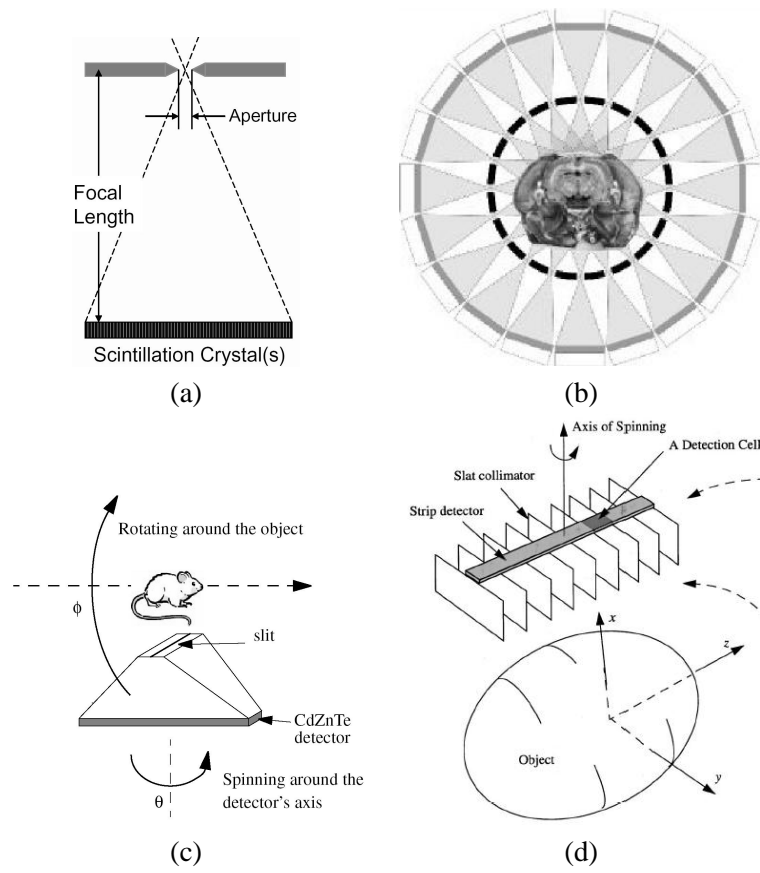 Aperture
Focal
Length
Scintillation Crystal(s)
(a)
(b)
Rotating around the object
ϕ
slit
CdZnTe
detector
Spinning around the
detector's axis
θ
(c)
Axis of Spinning
A Detection Cell
Slat collimator
Strip detector
x
z
Object
y
(d)